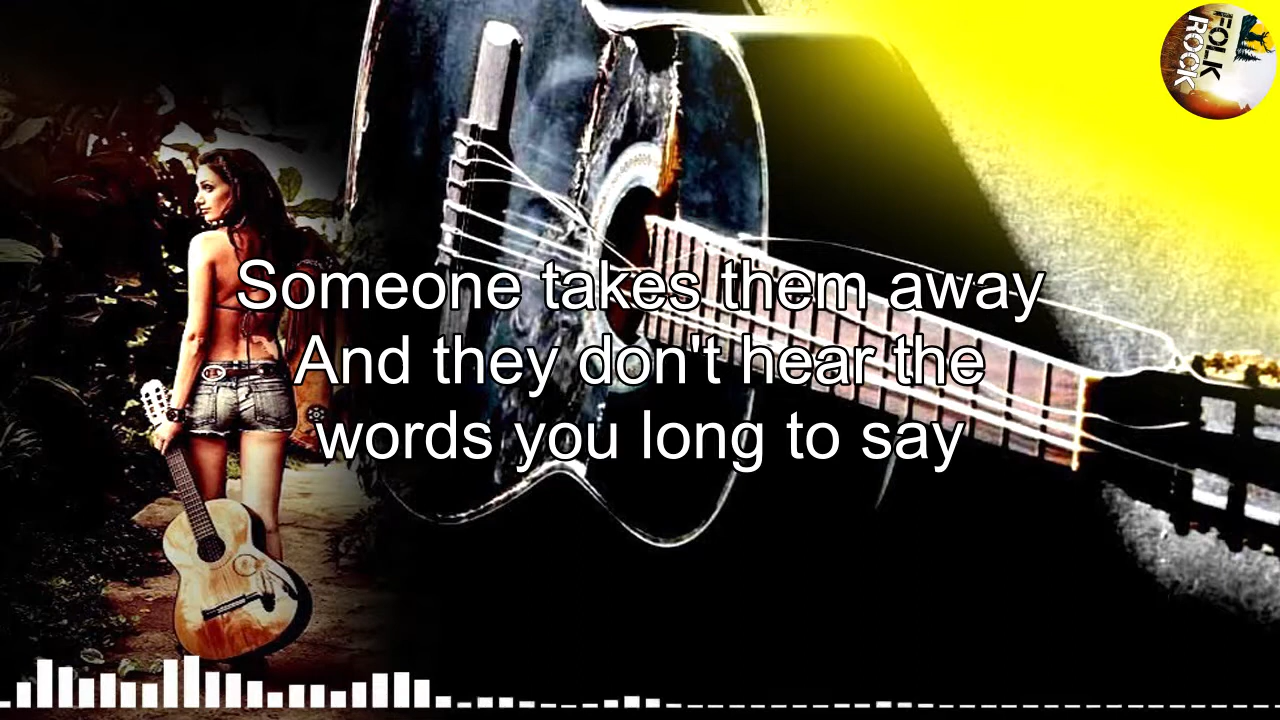 Someone takes them away
And they don't hear the
words you long to say
FOLK
ROCK